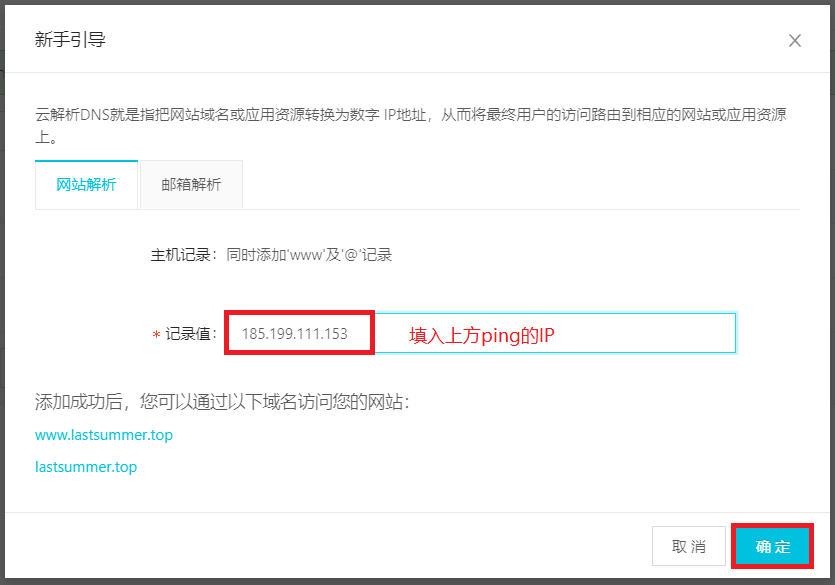 新手引导
云解析DNS就是指把网站域名或应用资源转换为数字 IP地址，从而将最终用户的访问路由到相应的网站或应用资源
上。
网站解析 邮箱解析
主机记录： 同时添加'www'及'@'记录
* 记录值： 185.199.111.153 填入上方ping的IP
添加成功后，您可以通过以下域名访问您的网站：
www.lastsummer.top
lastsummer.top
取 消 确 定